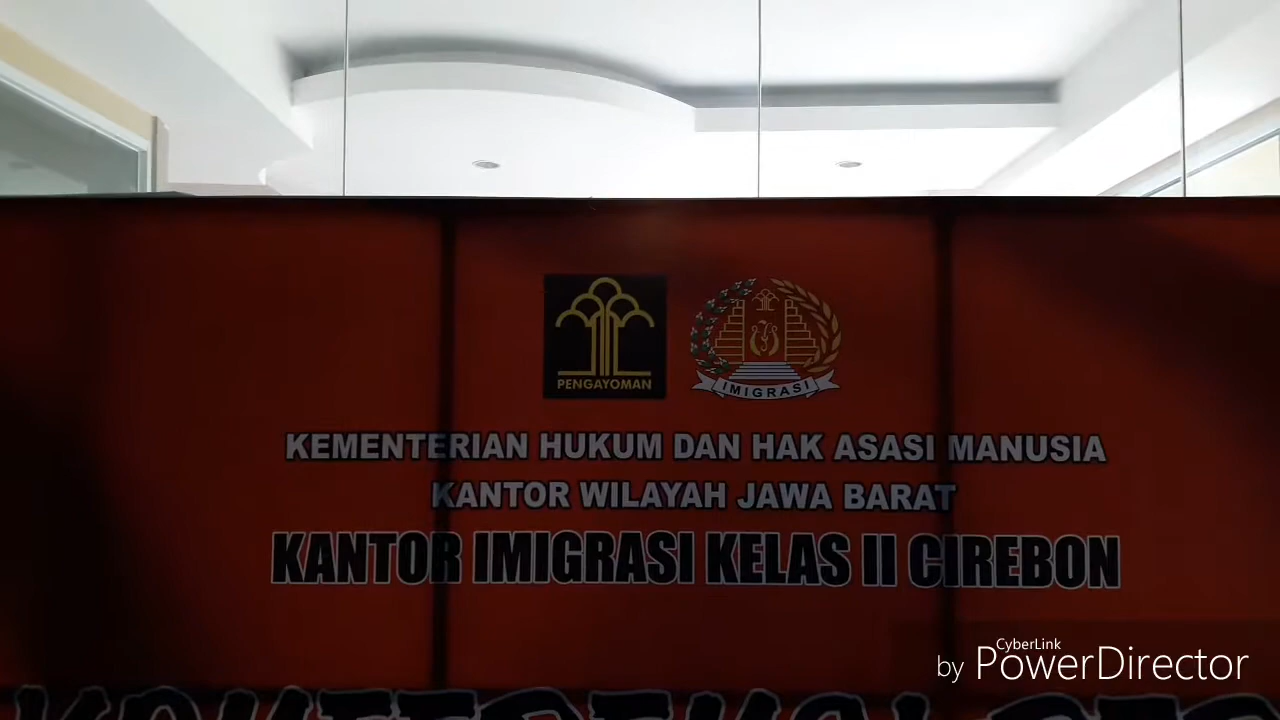 PENGAYOMAN
IMIGRASI
KEMENTERIAN HUKUM DAN HAK ASASI MANUSIA
KANTOR WILAYAH JAWA BARAT
KANTOR IMIGRASI KELAS II CIREBON
CyberLink
by PowerDirector